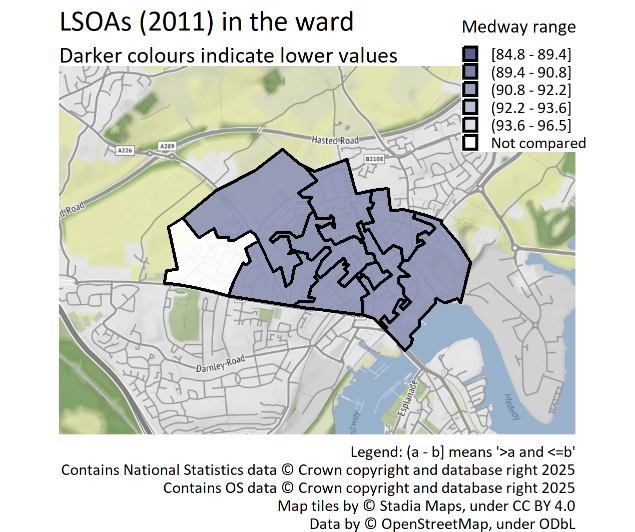 LSOAs (2011) in the ward
Darker colours indicate lower values
Medway range
[84.8 - 89.4]
(89.4 - 90.8]
(90.8 - 92.2]
(92.2 - 93.6]
(93.6 - 96.5]
Not compared
Hasted Road
A226
A289
B2108
d Road
Darnley Road
Esplanade
Medway
dway
Legend: (a - b] means '>a and <=b'
Contains National Statistics data © Crown copyright and database right 2025
Contains OS data © Crown copyright and database right 2025
Map tiles by © Stadia Maps, under CC BY 4.0
Data by © OpenStreetMap, under ODbL